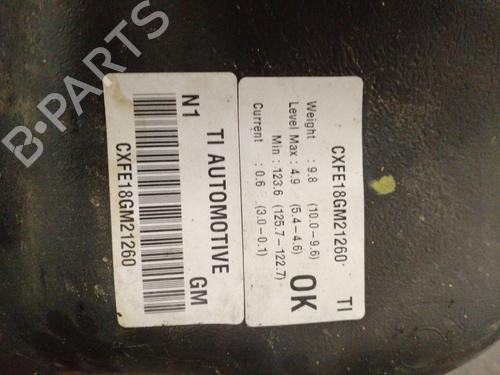 CXFE18GM21260 TI
Weight : 9.8 (10.0-9.6)
Level Max : 4.9 (5.4-4.6)
Min : 123.6 (125.7-122.7)
Current : 0.6 (3.0-0.1)
OK
TI AUTOMOTIVE GM
N1
CXFE18GM21260
B-PARTS